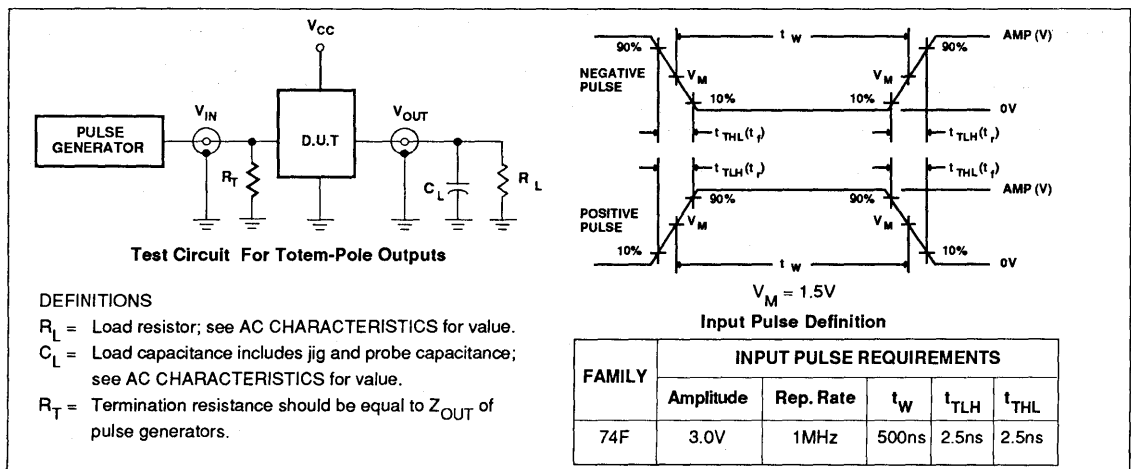 VCC
VIN
VOUT
PULSE GENERATOR
D.U.T
RT
CL
RL
Test Circuit For Totem-Pole Outputs
DEFINITIONS
RL = Load resistor; see AC CHARACTERISTICS for value.
CL = Load capacitance includes jig and probe capacitance;
see AC CHARACTERISTICS for value.
RT = Termination resistance should be equal to ZOUT of
pulse generators.
tW
AMP (V)
90%
90%
NEGATIVE
PULSE
VM
VM
10%
10%
0V
tTHL(tf)
tTLH(tr)
tTLH(tr)
tTHL(tf)
AMP (V)
90%
90%
POSITIVE
PULSE
VM
VM
10%
10%
tW
0V
VM = 1.5V
Input Pulse Definition
FAMILY
INPUT PULSE REQUIREMENTS
Amplitude Rep. Rate tW tTLH tTHL
74F 3.0V 1MHz 500ns 2.5ns 2.5ns